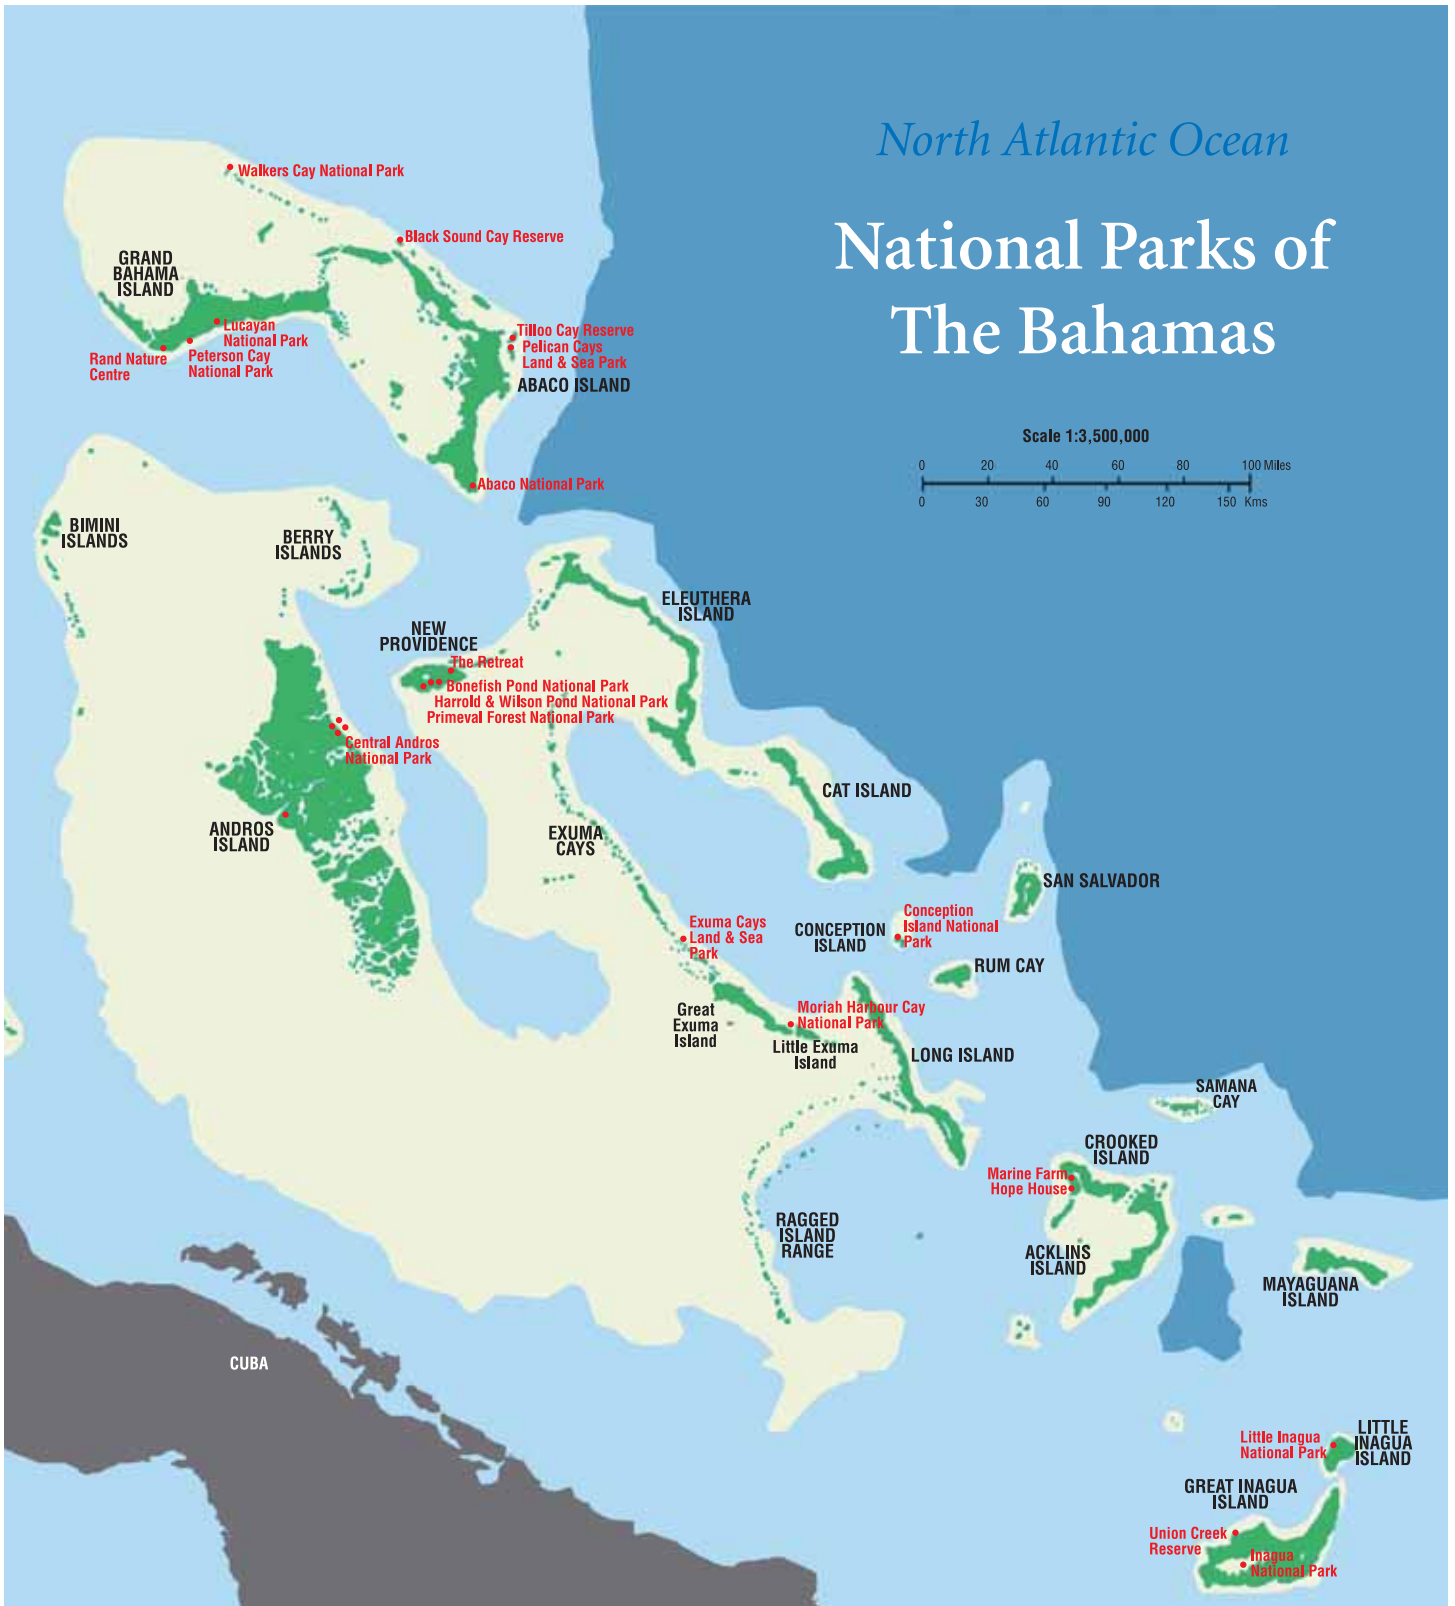 North Atlantic Ocean
National Parks of
The Bahamas
Scale 1:3,500,000
0 20 40 60 80 100 Miles
0 30 60 90 120 150 Kms
Walkers Cay National Park
Black Sound Cay Reserve
GRAND
BAHAMA
ISLAND
Lucayan
National Park
Rand Nature
Centre
Peterson Cay
National Park
Tilloo Cay Reserve
Pelican Cays
Land & Sea Park
ABACO ISLAND
Abaco National Park
BIMINI
ISLANDS
BERRY
ISLANDS
ELEUTHERA
ISLAND
NEW
PROVIDENCE
The Retreat
Bonefish Pond National Park
Harrold & Wilson Pond National Park
Primeval Forest National Park
Central Andros
National Park
ANDROS
ISLAND
CAT ISLAND
EXUMA
CAYS
SAN SALVADOR
Exuma Cays
Land & Sea
Park
CONCEPTION
ISLAND
Conception
Island National
Park
RUM CAY
Great
Exuma
Island
Moriah Harbour Cay
National Park
Little Exuma
Island
LONG ISLAND
SAMANA
CAY
CROOKED
ISLAND
Marine Farm
Hope House
RAGGED
ISLAND
RANGE
ACKLINS
ISLAND
MAYAGUANA
ISLAND
CUBA
Little Inagua
National Park
LITTLE
INAGUA
ISLAND
GREAT INAGUA
ISLAND
Union Creek
Reserve
Inagua
National Park